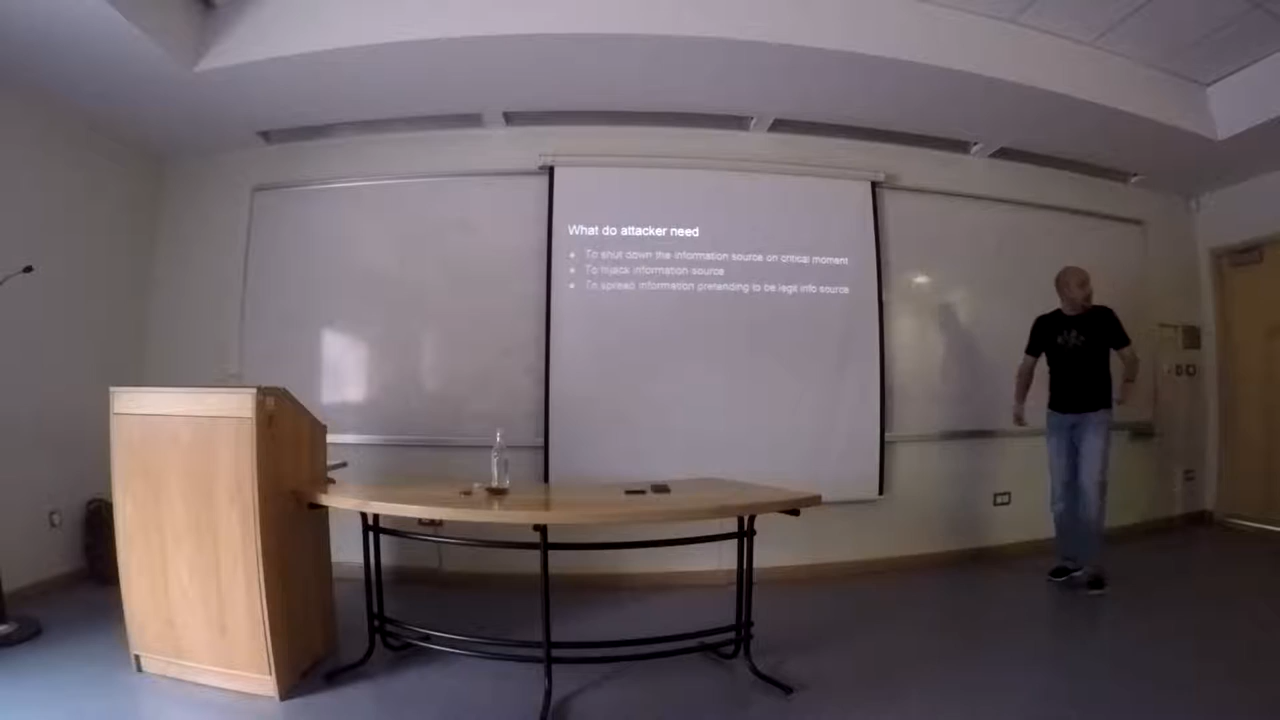 What do attacker need
● To shut down the information source on critical moment
● To hijack information source
● To spread information pretending to be legit info source